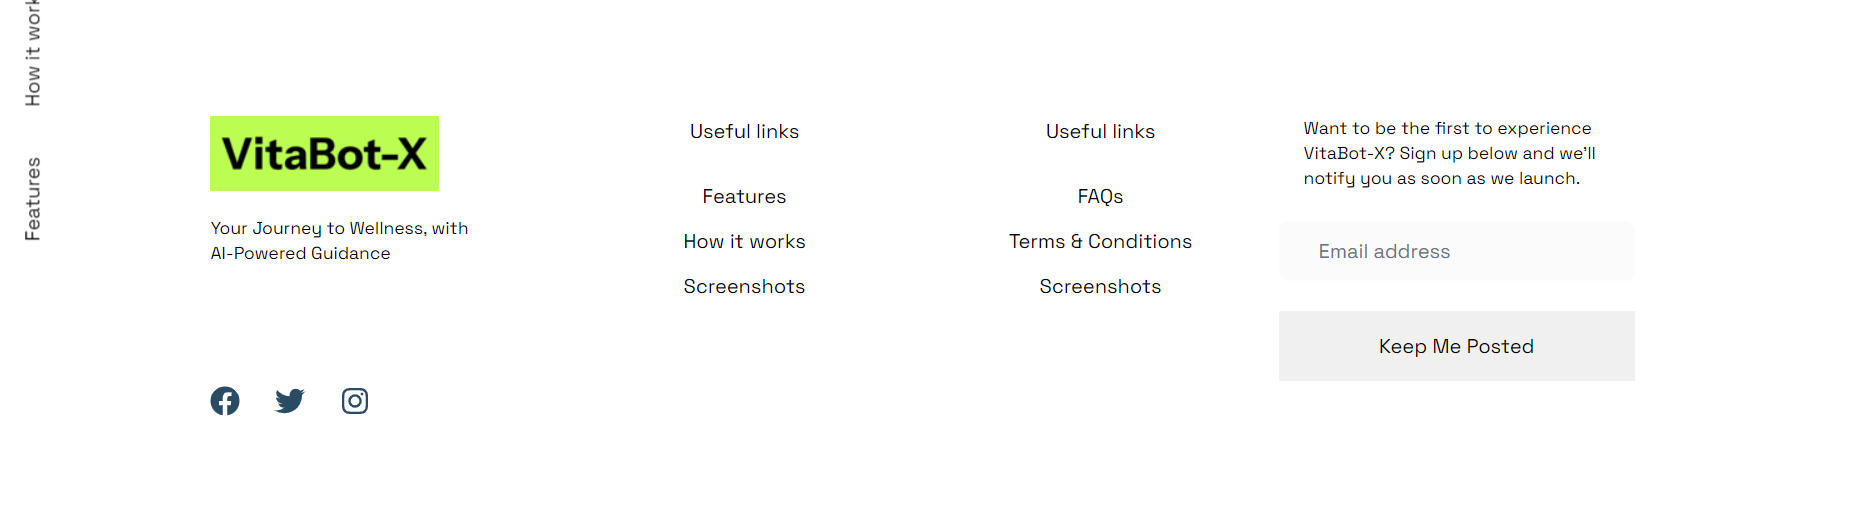 How it work
Features
VitaBot-X
Your Journey to Wellness, with
AI-Powered Guidance
Useful links
Features
How it works
Screenshots
Useful links
FAQs
Terms & Conditions
Screenshots
Want to be the first to experience
VitaBot-X? Sign up below and we'll
notify you as soon as we launch.
Email address
Keep Me Posted